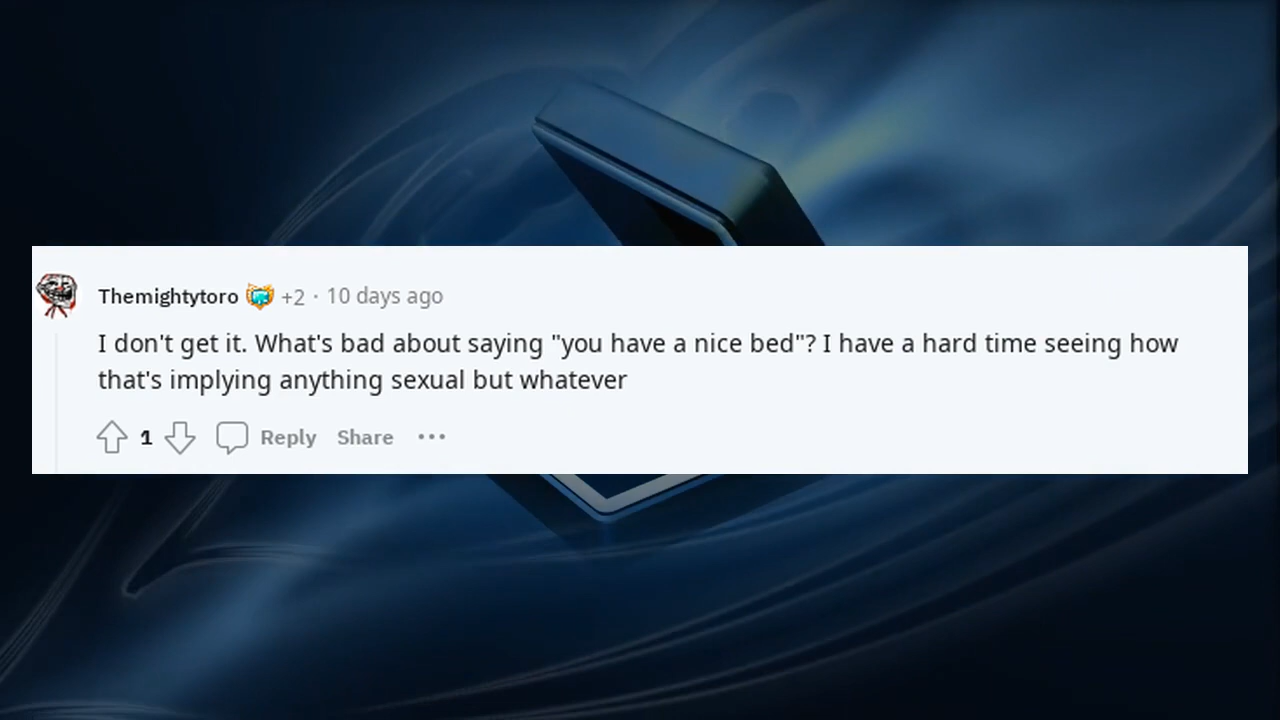 Themightytoro +2 · 10 days ago
I don't get it. What's bad about saying "you have a nice bed"? I have a hard time seeing how
that's implying anything sexual but whatever
1 Reply Share ···